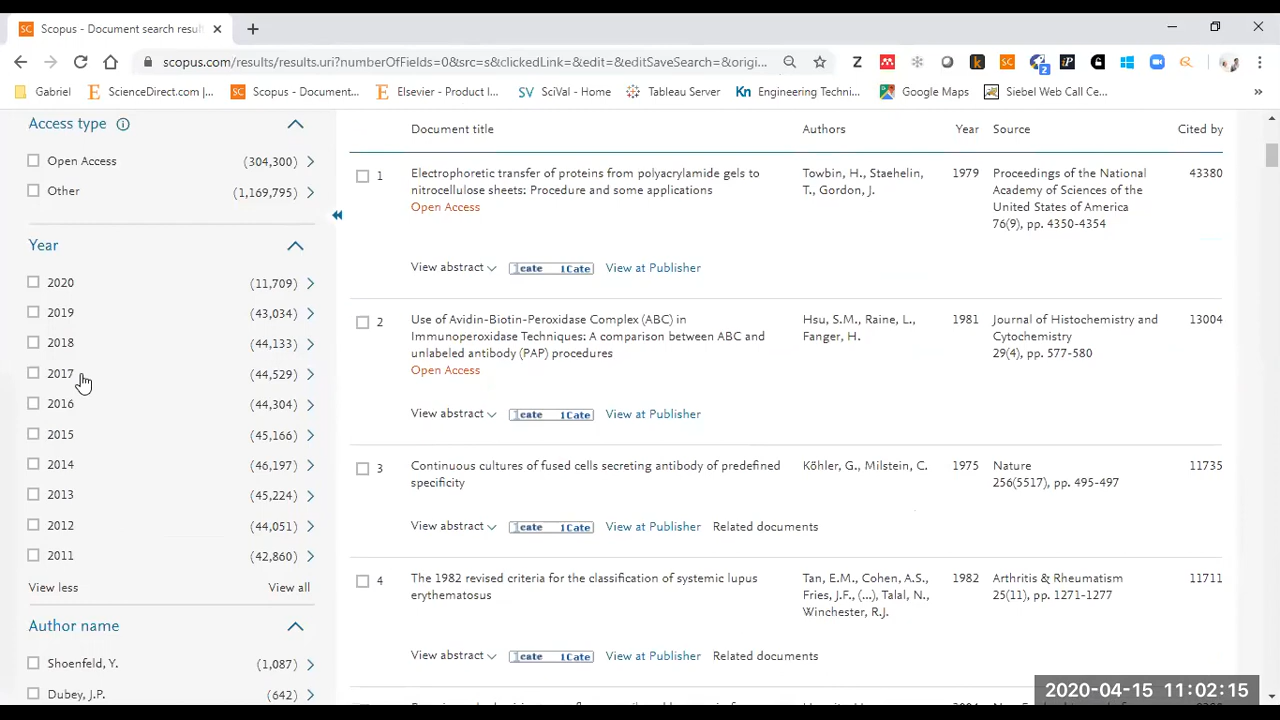 Scopus - Document search result
scopus.com/results/results.uri?numberOfFields=0&src=s&clickedLink=&edit=&editSaveSearch=&origi...
Gabriel
ScienceDirect.com |...
Scopus - Document...
Elsevier - Product I...
SciVal - Home
Tableau Server
Engineering Techni...
Google Maps
Siebel Web Call Ce...
Access type
Open Access (304,300)
Other (1,169,795)
Year
2020 (11,709)
2019 (43,034)
2018 (44,133)
2017 (44,529)
2016 (44,304)
2015 (45,166)
2014 (46,197)
2013 (45,224)
2012 (44,051)
2011 (42,860)
View less View all
Author name
Shoenfeld, Y. (1,087)
Dubey, J.P. (642)
Document title Authors Year Source Cited by
1 Electrophoretic transfer of proteins from polyacrylamide gels to Towbin, H., Staehelin, 1979 Proceedings of the National 43380
nitrocellulose sheets: Procedure and some applications T., Gordon, J. Academy of Sciences of the
Open Access United States of America
76(9), pp. 4350-4354
View abstract 1cate 1Cate View at Publisher
2 Use of Avidin-Biotin-Peroxidase Complex (ABC) in Hsu, S.M., Raine, L., 1981 Journal of Histochemistry and 13004
Immunoperoxidase Techniques: A comparison between ABC and Fanger, H. Cytochemistry
unlabeled antibody (PAP) procedures 29(4), pp. 577-580
Open Access
View abstract 1cate 1Cate View at Publisher
3 Continuous cultures of fused cells secreting antibody of predefined Köhler, G., Milstein, C. 1975 Nature 11735
specificity 256(5517), pp. 495-497
View abstract 1cate 1Cate View at Publisher Related documents
4 The 1982 revised criteria for the classification of systemic lupus Tan, E.M., Cohen, A.S., 1982 Arthritis & Rheumatism 11711
erythematosus Fries, J.F., (...), Talal, N., 25(11), pp. 1271-1277
Winchester, R.J.
View abstract 1cate 1Cate View at Publisher Related documents
2020-04-15 11:02:15